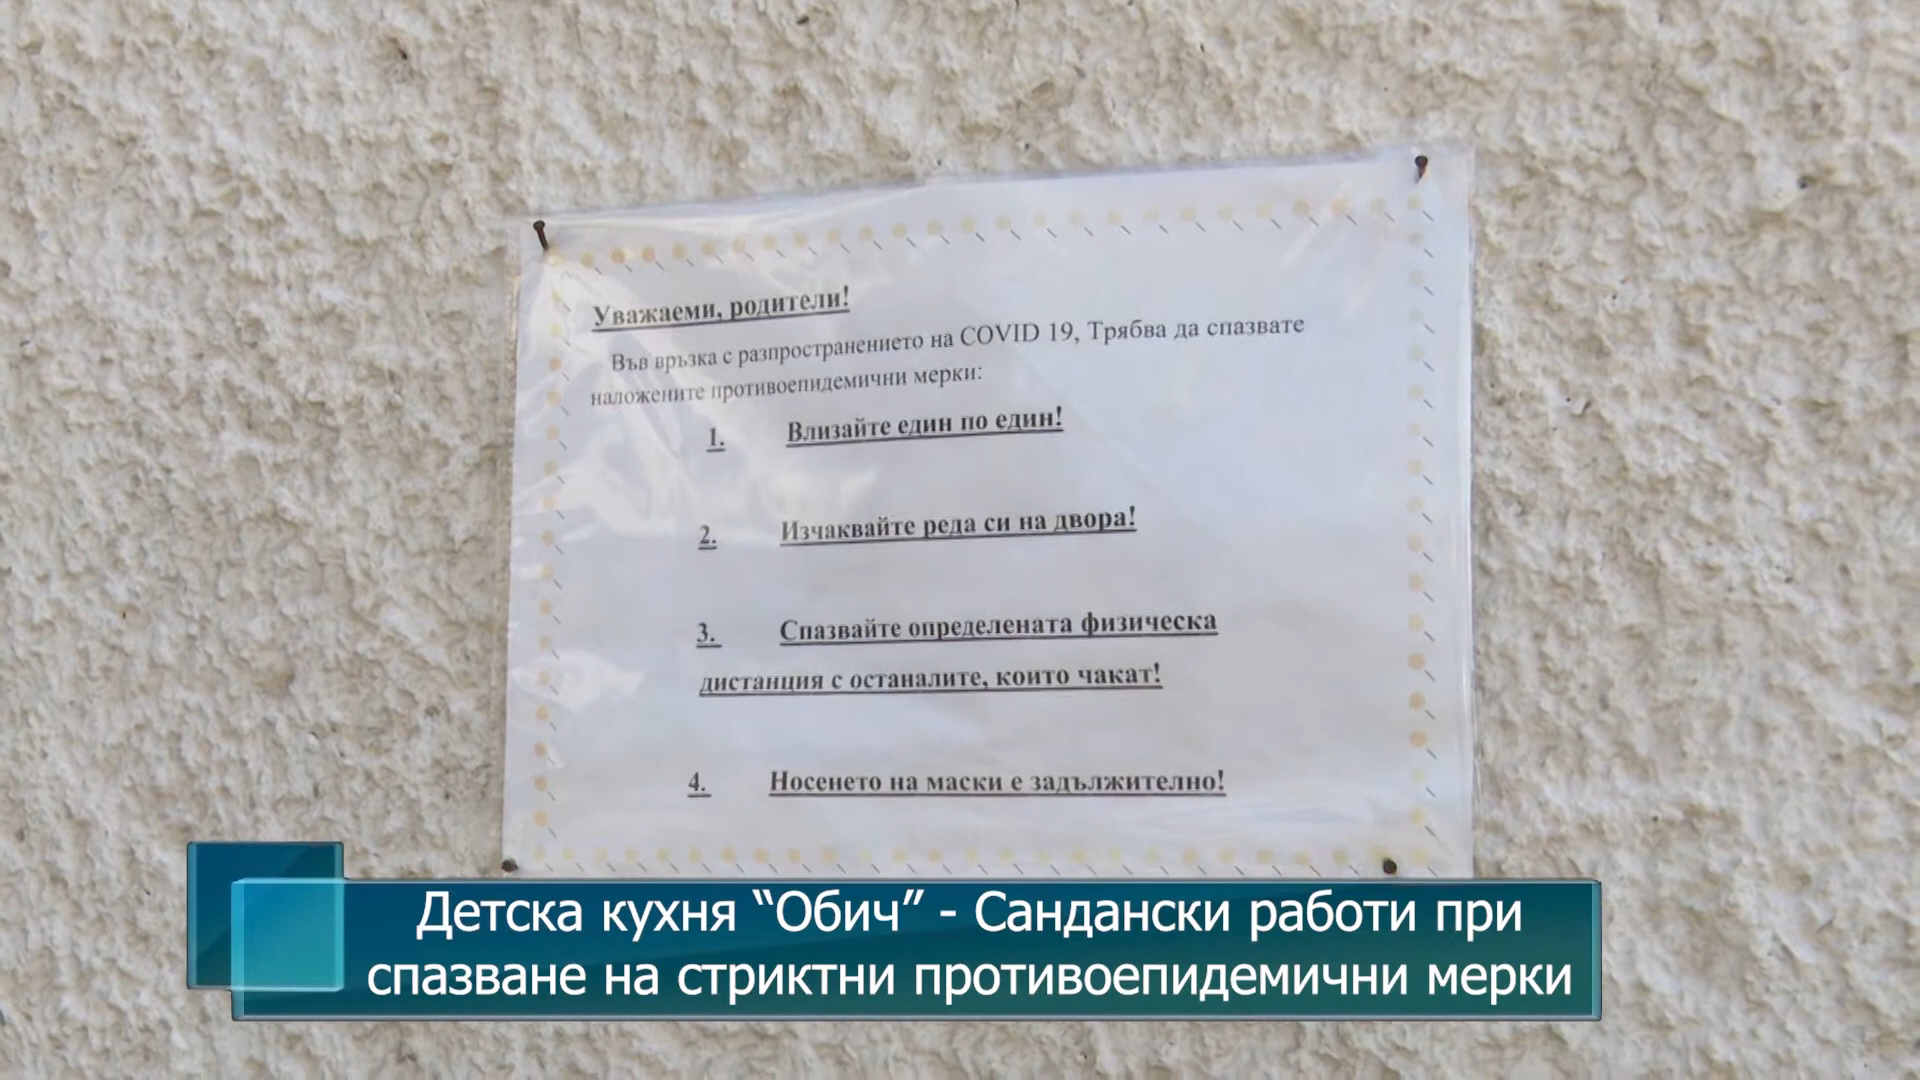 Уважаеми, родители!
Във връзка с разпространението на COVID 19, Трябва да спазвате
наложените противоепидемични мерки:
1. Влизайте един по един!
2. Изчаквайте реда си на двора!
3. Спазвайте определената физическа
дистанция с останалите, които чакат!
4. Носенето на маски е задължително!
Детска кухня “Обич” - Сандански работи при
спазване на стриктни противоепидемични мерки